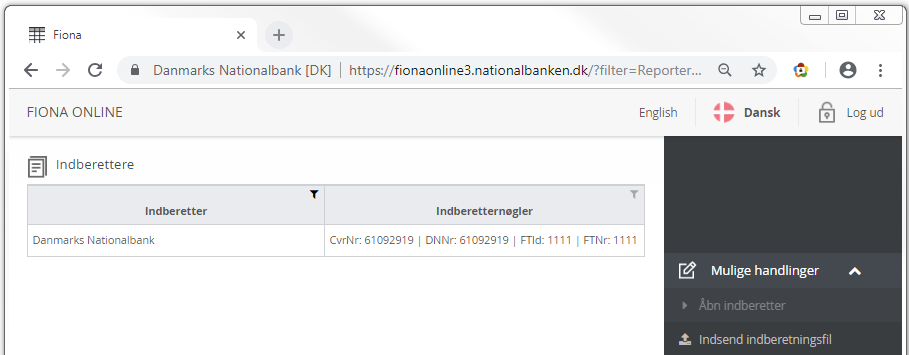 Fiona
Danmarks Nationalbank [DK] | https://fionaonline3.nationalbanken.dk/?filter=Reporter...
FIONA ONLINE English Dansk Log ud
Indberettere
Indberetter Indberetternøgler
Danmarks Nationalbank CvrNr: 61092919 | DNNr: 61092919 | FTId: 1111 | FTNr: 1111
Mulige handlinger
Åbn indberetter
Indsend indberetningsfil